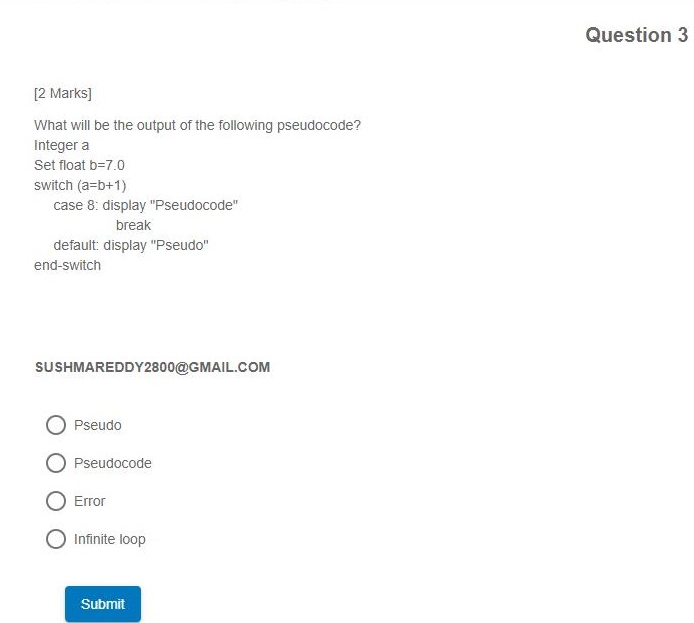 Question 3
[2 Marks]
What will be the output of the following pseudocode?
Integer a
Set float b=7.0
switch (a=b+1)
case 8: display "Pseudocode"
break
default: display "Pseudo"
end-switch
SUSHMAREDDY2800@GMAIL.COM
Pseudo
Pseudocode
Error
Infinite loop
Submit